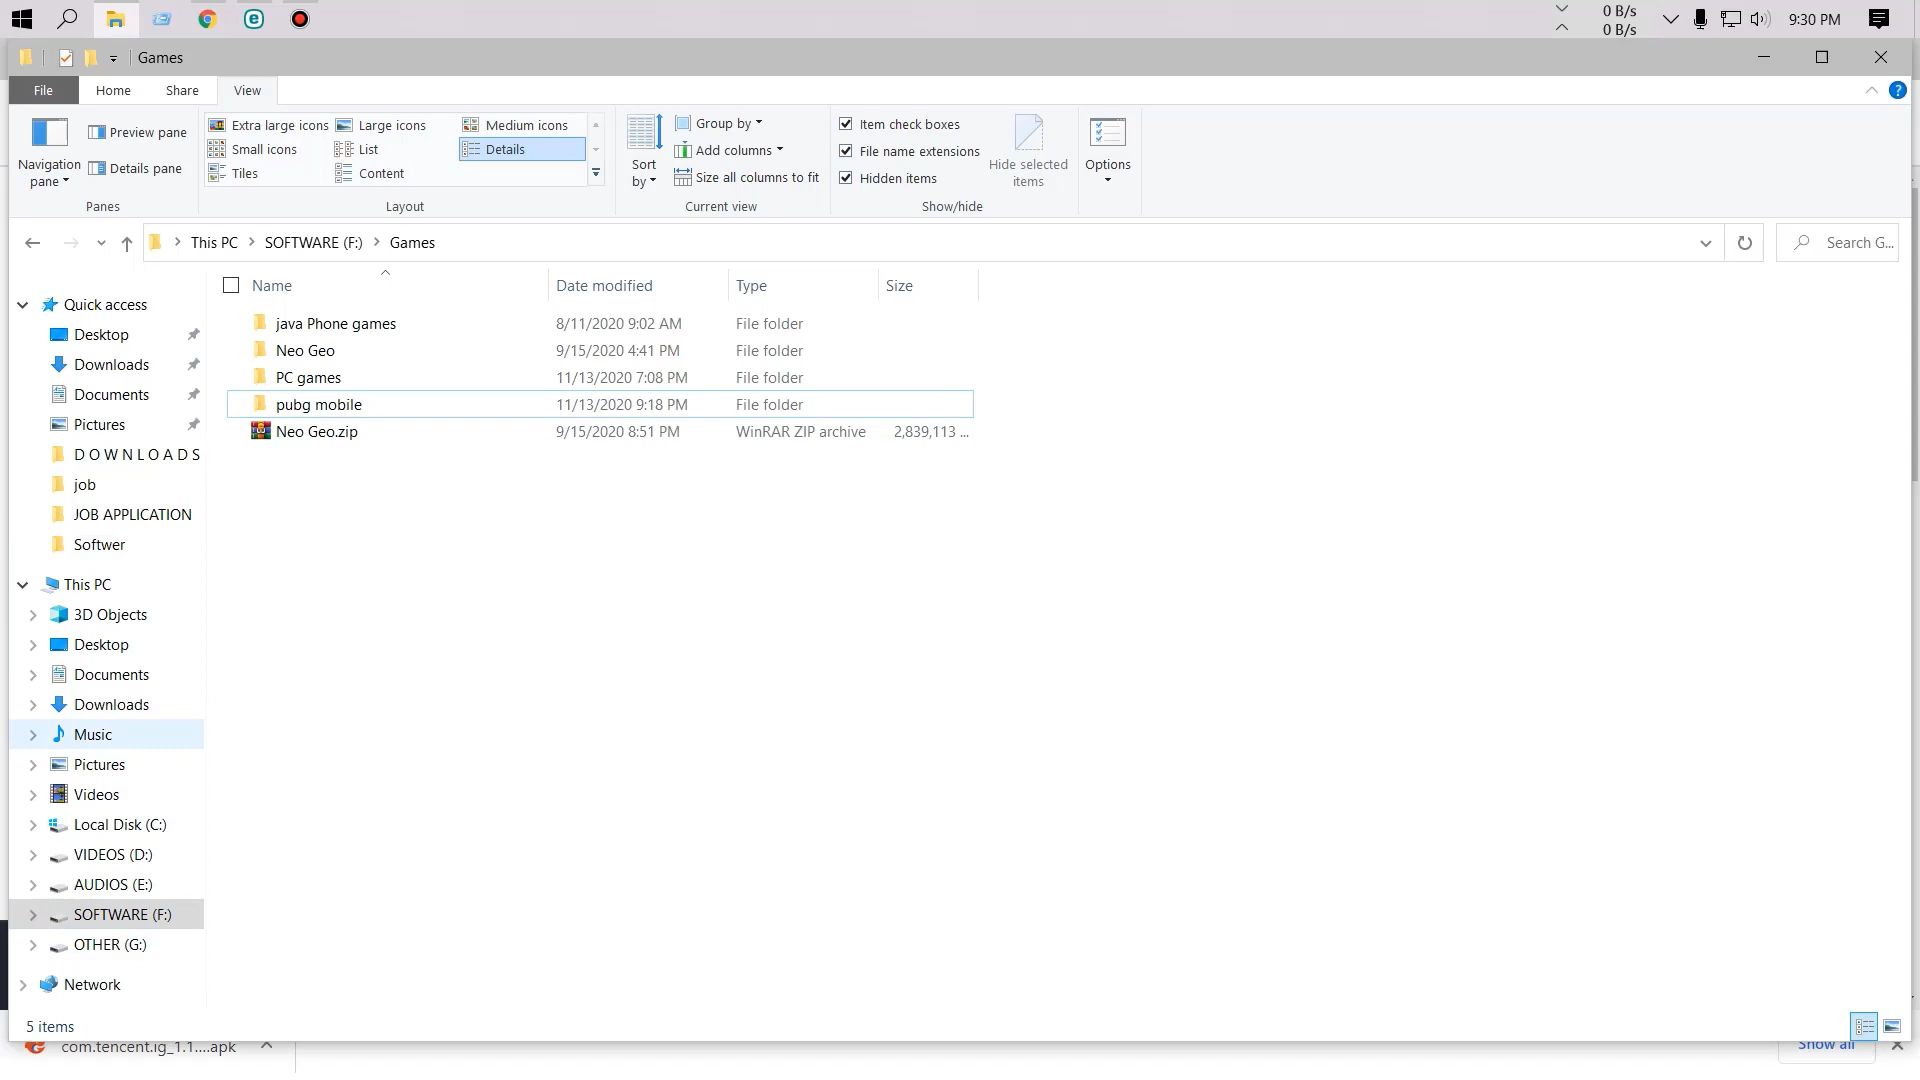 0 B/s
0 B/s
9:30 PM
Games
File Home Share View
Navigation pane
Preview pane
Details pane
Panes
Extra large icons Large icons Medium icons
Small icons List Details
Tiles Content
Layout
Sort by
Group by
Add columns
Size all columns to fit
Current view
Item check boxes
File name extensions
Hidden items
Hide selected items
Show/hide
Options
This PC SOFTWARE (F:) Games
Search G...
Name Date modified Type Size
java Phone games 8/11/2020 9:02 AM File folder
Neo Geo 9/15/2020 4:41 PM File folder
PC games 11/13/2020 7:08 PM File folder
pubg mobile 11/13/2020 9:18 PM File folder
Neo Geo.zip 9/15/2020 8:51 PM WinRAR ZIP archive 2,839,113 ...
Quick access
Desktop
Downloads
Documents
Pictures
D O W N L O A D S
job
JOB APPLICATION
Softwer
This PC
3D Objects
Desktop
Documents
Downloads
Music
Pictures
Videos
Local Disk (C:)
VIDEOS (D:)
AUDIOS (E:)
SOFTWARE (F:)
OTHER (G:)
Network
5 items
com.tencent.ig_1.1....apk
Show all